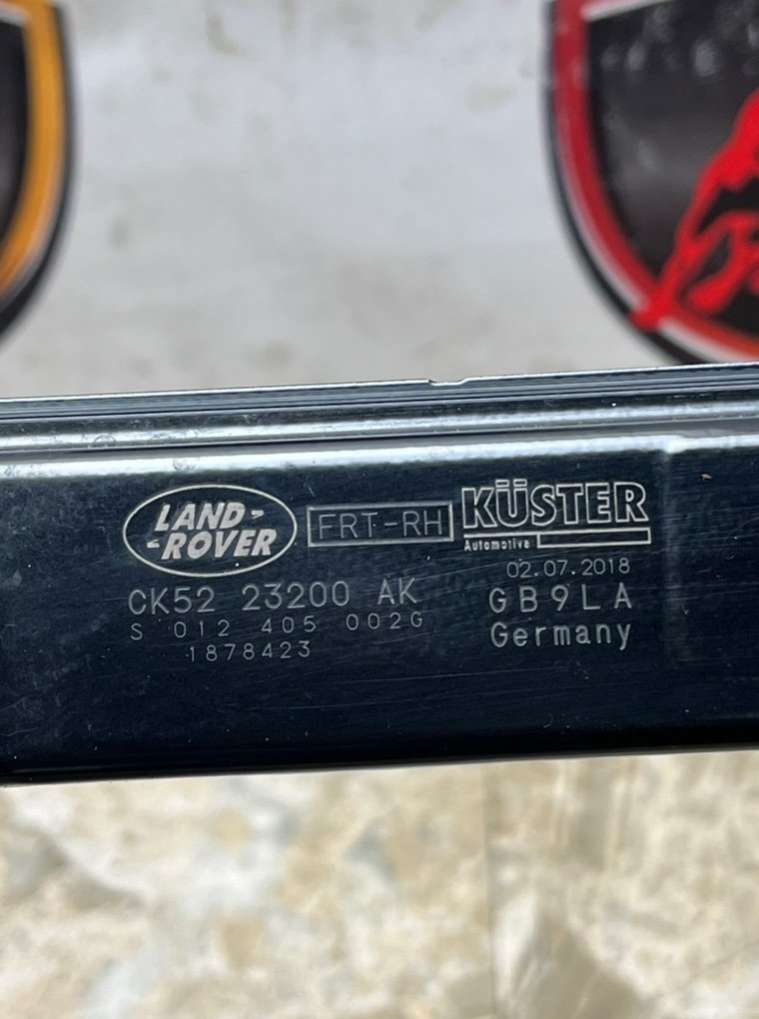 LAND-
-ROVER
FRT-RH
KÜSTER
Automotive
02.07.2018
CK52 23200 AK
GB9LA
S 012 405 002G
Germany
1878423